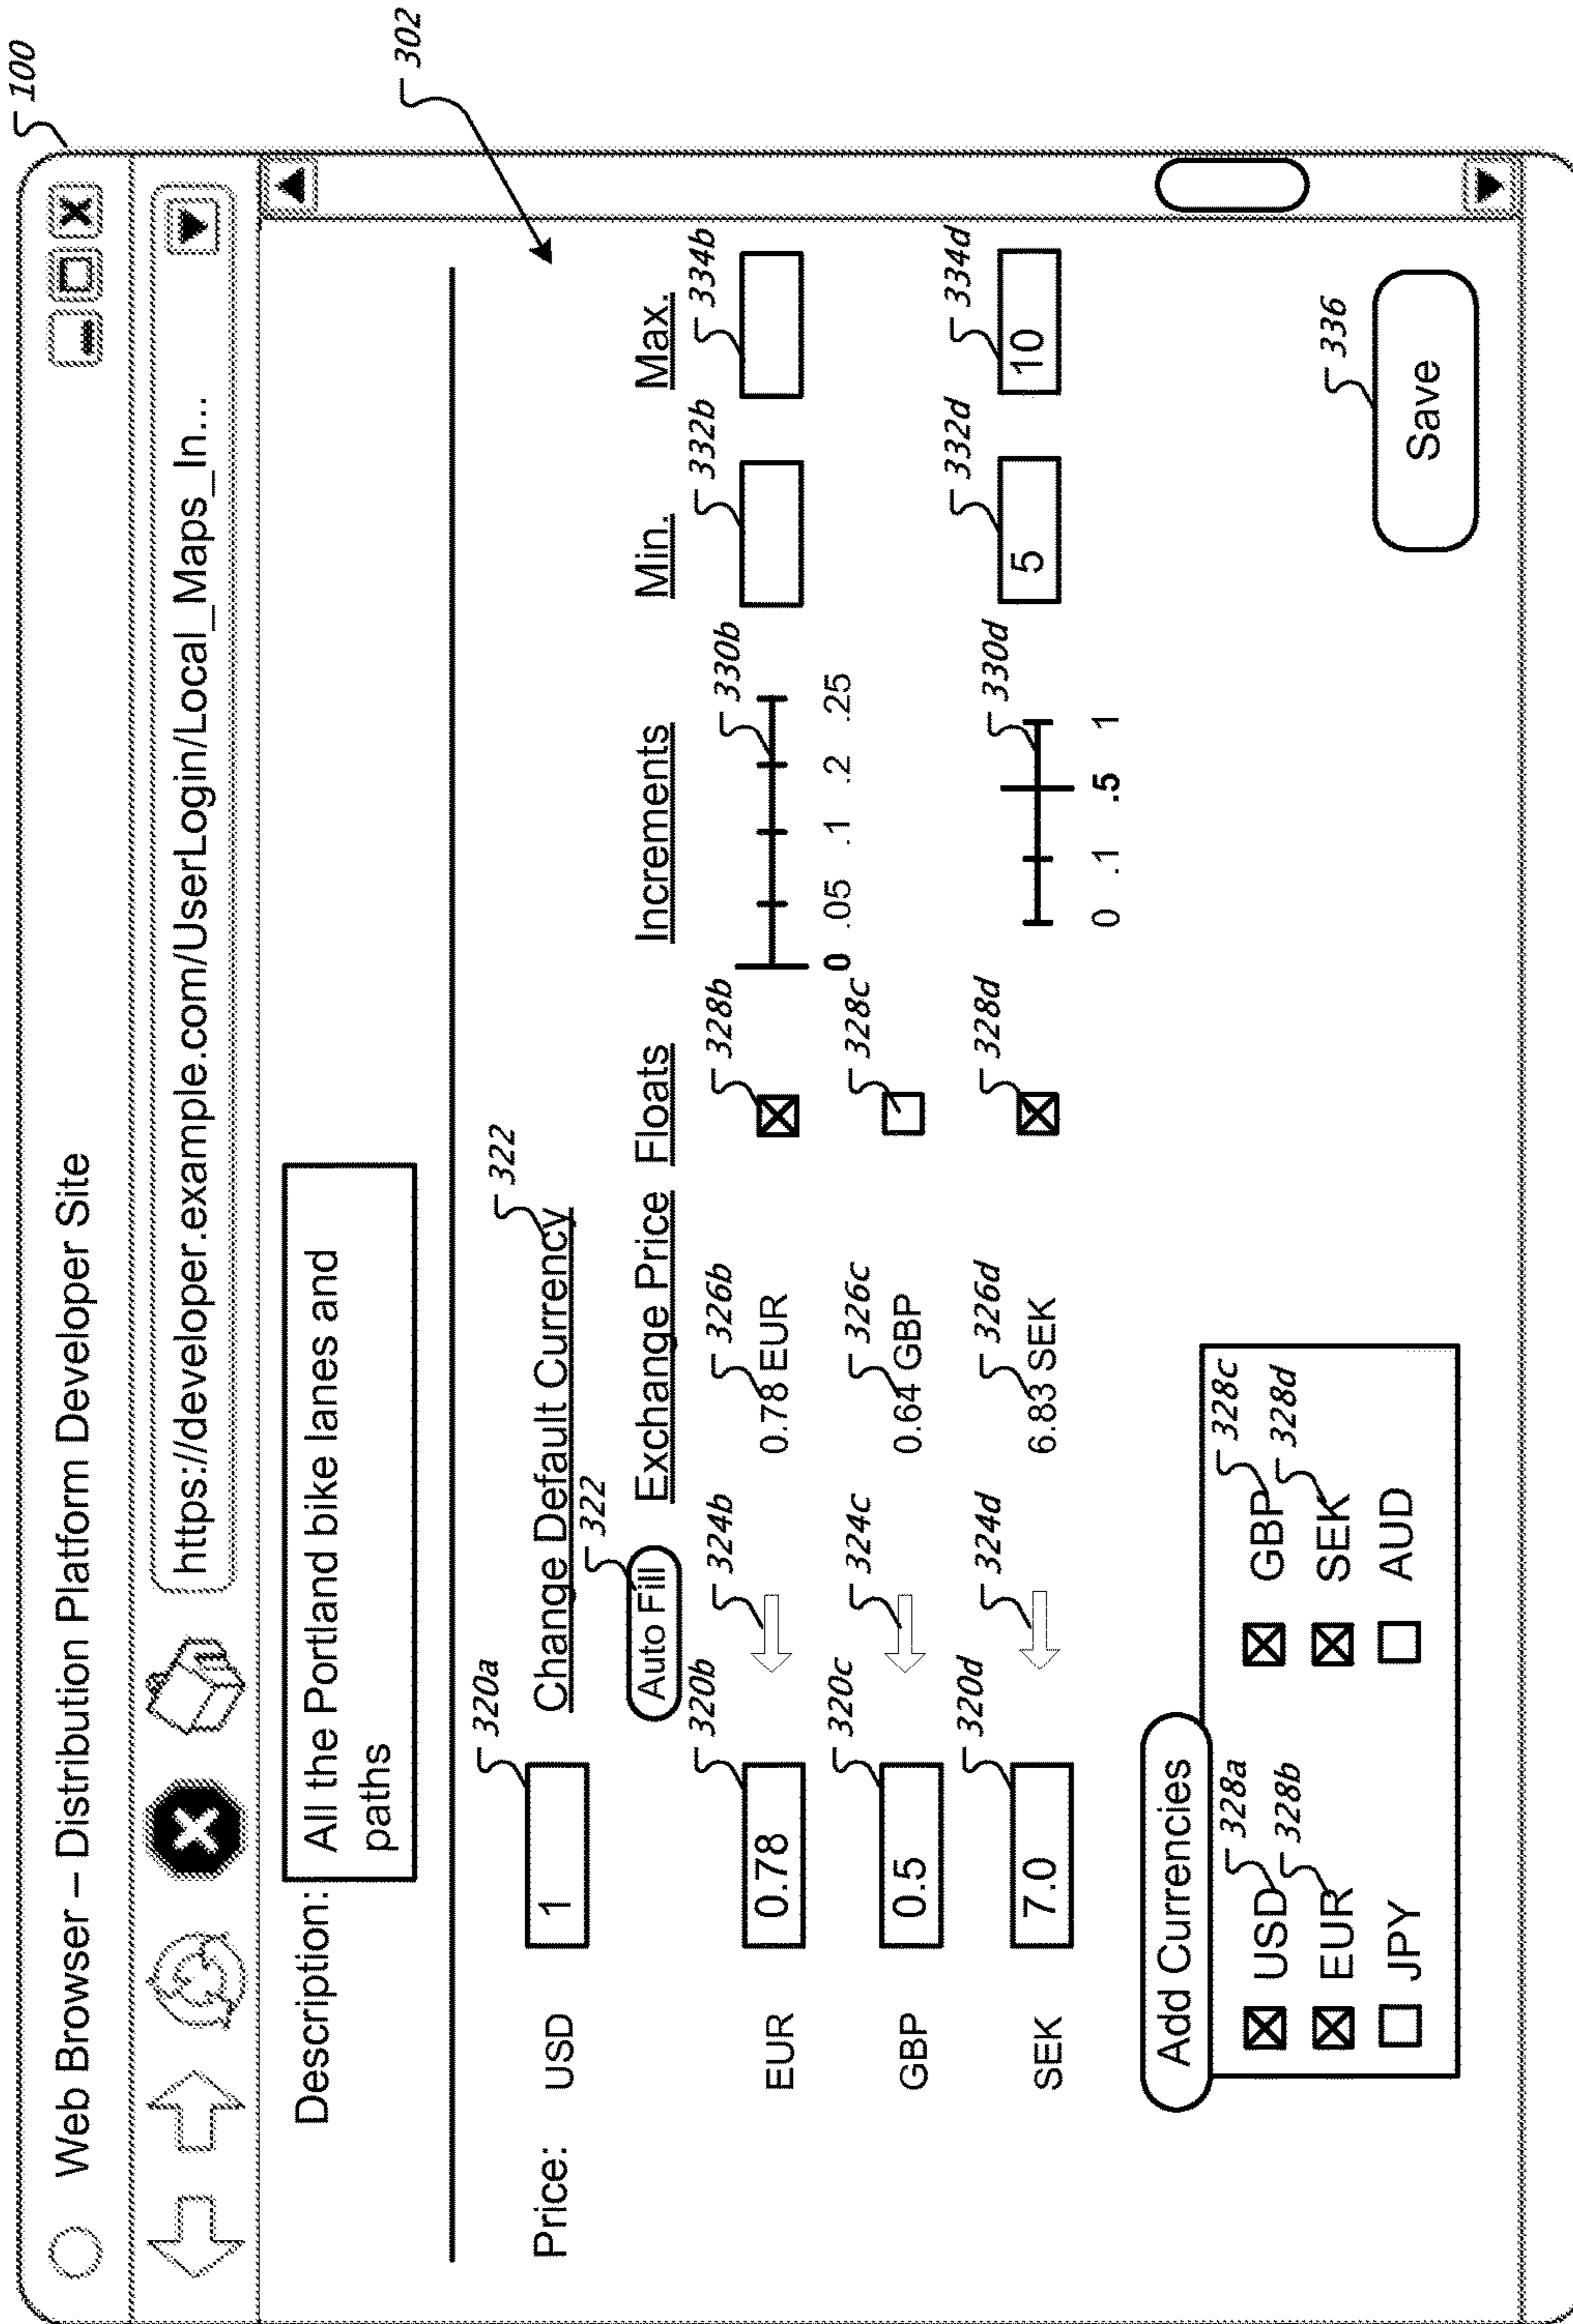 100
Web Browser – Distribution Platform Developer Site
https://developer.example.com/UserLogin/Local_Maps_In...
Description:
All the Portland bike lanes and
paths
302
320a
322
Price: USD 1 Change Default Currency
322
Auto Fill Exchange Price Floats Increments Min. Max.
320b 324b 326b 328b 330b 332b 334b
EUR 0.78 0.78 EUR
0 .05 .1 .2 .25
320c 324c 326c 328c
GBP 0.5 0.64 GBP
320d 324d 326d 328d 330d 332d 334d
SEK 7.0 6.83 SEK 5 10
0 .1 .5 1
Add Currencies
328a 328c
USD GBP
328b 328d
EUR SEK
JPY AUD
336
Save